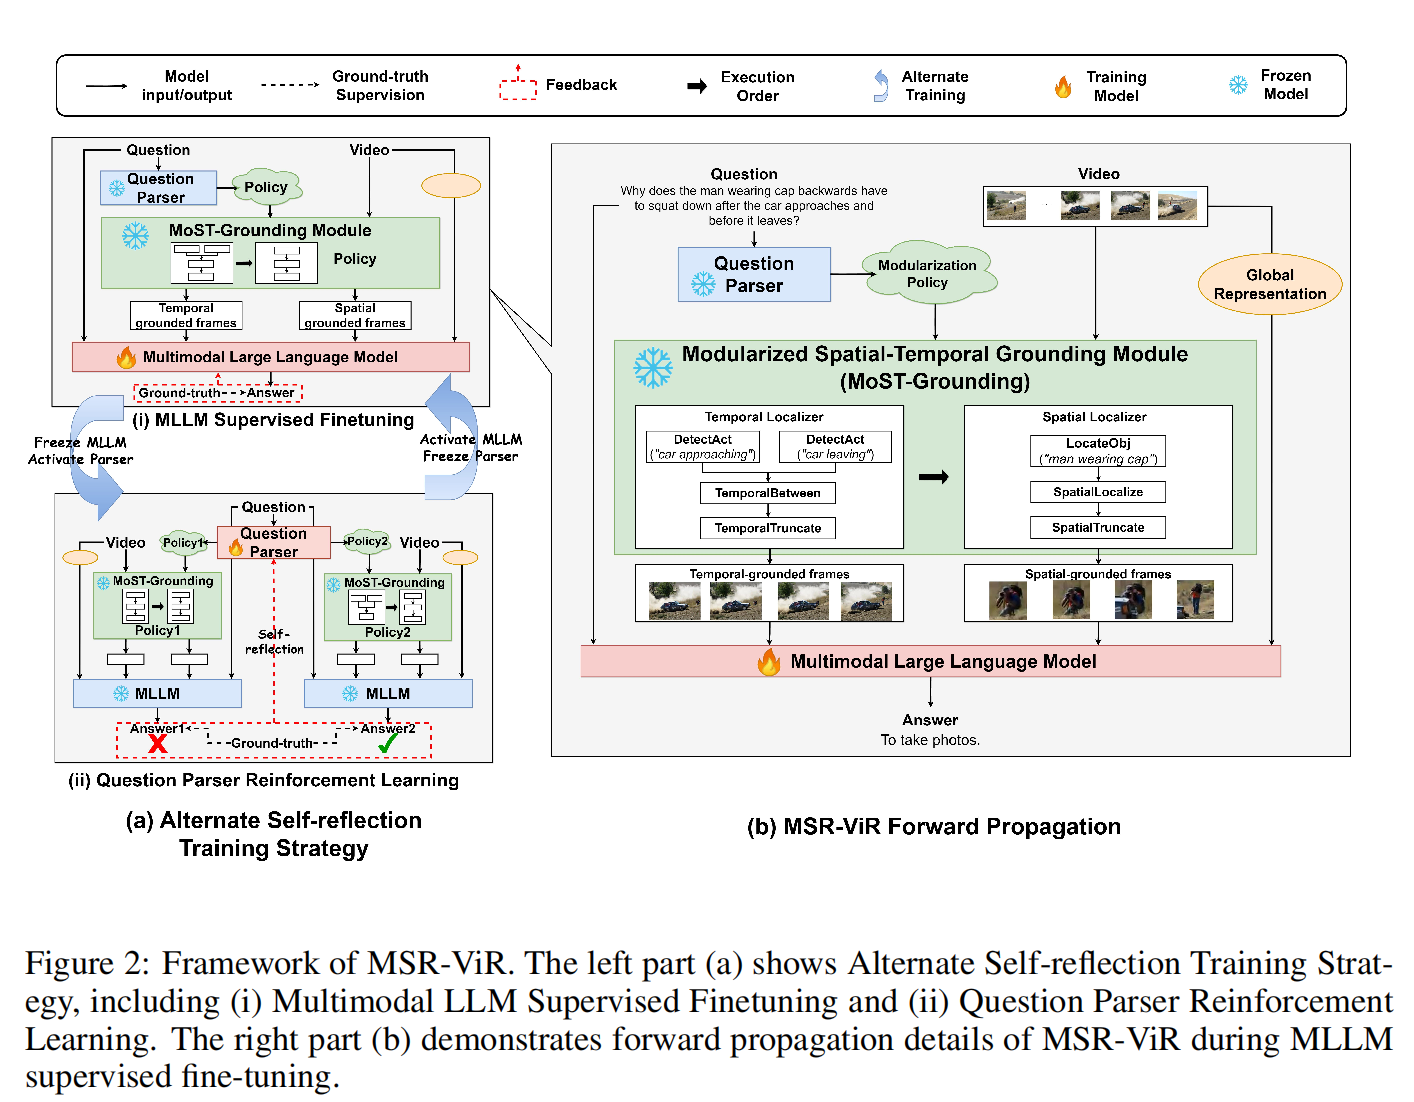 Model
input/output
Ground-truth
Supervision
Feedback
Execution
Order
Alternate
Training
Training
Model
Frozen
Model
Question
Video
Question
Parser
Policy
MoST-Grounding Module
Policy
Temporal
grounded frames
Spatial
grounded frames
Multimodal Large Language Model
Ground-truth
Answer
(i) MLLM Supervised Finetuning
Freeze MLLM
Activate Parser
Activate MLLM
Freeze Parser
Question
Question
Parser
Video
Policy1
Policy2
Video
MoST-Grounding
Policy1
MoST-Grounding
Policy2
Self-
reflection
MLLM
MLLM
Answer1
Ground-truth
Answer2
(ii) Question Parser Reinforcement Learning
(a) Alternate Self-reflection
Training Strategy
Question
Why does the man wearing cap backwards have
to squat down after the car approaches and
before it leaves?
Video
Question
Parser
Modularization
Policy
Global
Representation
Modularized Spatial-Temporal Grounding Module
(MoST-Grounding)
Temporal Localizer
DetectAct
("car approaching")
DetectAct
("car leaving")
TemporalBetween
TemporalTruncate
Spatial Localizer
LocateObj
("man wearing cap")
SpatialLocalize
SpatialTruncate
Temporal-grounded frames
Spatial-grounded frames
Multimodal Large Language Model
Answer
To take photos.
(b) MSR-ViR Forward Propagation
Figure 2: Framework of MSR-ViR. The left part (a) shows Alternate Self-reflection Training Strat-
egy, including (i) Multimodal LLM Supervised Finetuning and (ii) Question Parser Reinforcement
Learning. The right part (b) demonstrates forward propagation details of MSR-ViR during MLLM
supervised fine-tuning.